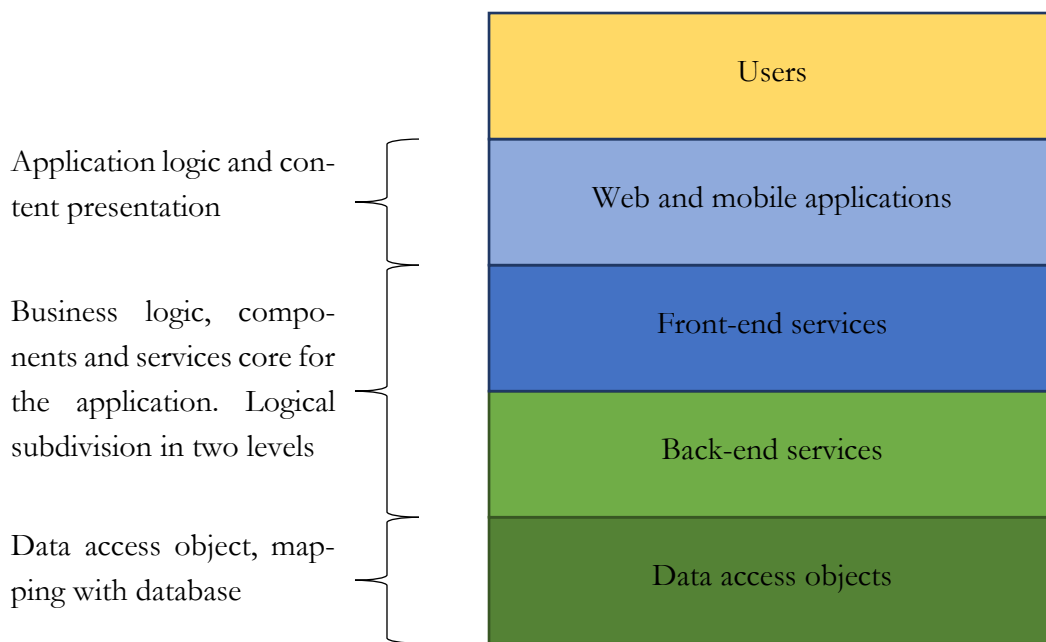 Users
Application logic and con-
tent presentation
Web and mobile applications
Front-end services
Business logic, compo-
nents and services core for
the application. Logical
subdivision in two levels
Back-end services
Data access object, map-
ping with database
Data access objects